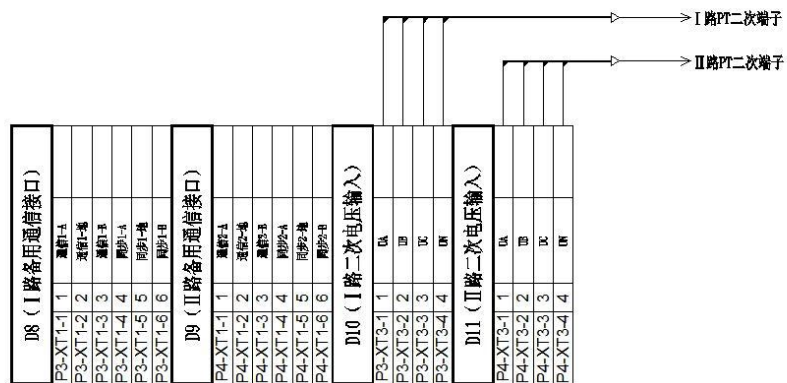 I路PT二次端子
II路PT二次端子
D8（I路备用通信接口）
P3-XT1-1 1 通信1-A
P3-XT1-2 2 通信1-地
P3-XT1-3 3 通信1-B
P3-XT1-4 4 同步1-A
P3-XT1-5 5 同步1-地
P3-XT1-6 6 同步1-B
D9（II路备用通信接口）
P4-XT1-1 1 通信2-A
P4-XT1-2 2 通信2-地
P4-XT1-3 3 通信2-B
P4-XT1-4 4 同步2-A
P4-XT1-5 5 同步2-地
P4-XT1-6 6 同步2-B
D10（I路二次电压输入）
P3-XT3-1 1 UA
P3-XT3-2 2 UB
P3-XT3-3 3 UC
P3-XT3-4 4 UN
D11（II路二次电压输入）
P4-XT3-1 1 UA
P4-XT3-2 2 UB
P4-XT3-3 3 UC
P4-XT3-4 4 UN